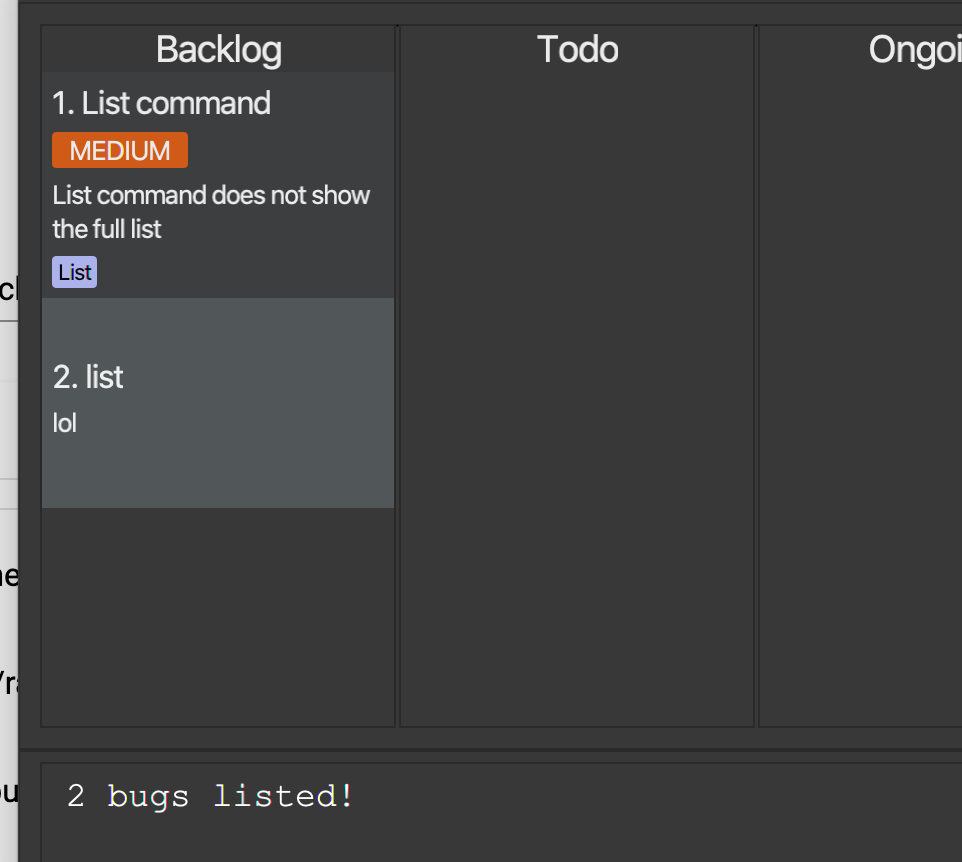 Backlog
Todo
1. List command
MEDIUM
List command does not show
the full list
List
2. list
lol
2 bugs listed!